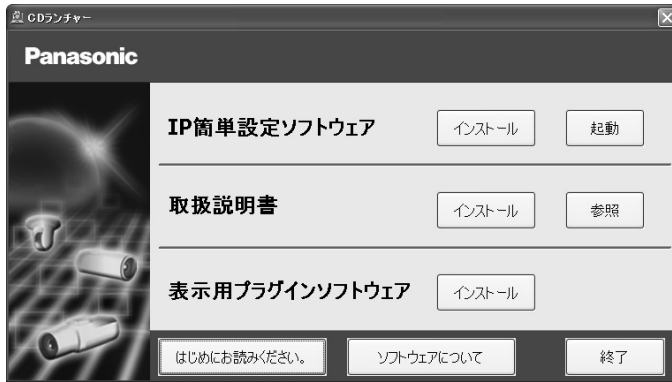 CDランチャー
Panasonic
IP簡単設定ソフトウェア インストール 起動
取扱説明書 インストール 参照
表示用プラグインソフトウェア インストール
はじめにお読みください。 ソフトウェアについて 終了